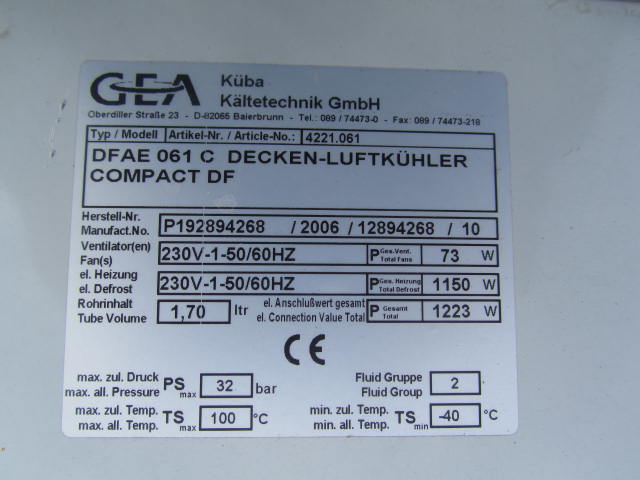 GEA Küba
Kältetechnik GmbH
Oberdiller Straße 23 - D-82065 Baierbrunn - Tel.: 089 / 74473-0 - Fax: 089 / 74473-218
Typ / Modell Artikel-Nr. / Article-No.: 4221.061
DFAE 061 C DECKEN-LUFTKÜHLER
COMPACT DF
Herstell-Nr.
Manufact.No. P192894268 / 2006 / 12894268 / 10
Ventilator(en)
Fan(s) 230V-1-50/60HZ P Ges.Vent. Total Fans 73 W
el. Heizung
el. Defrost 230V-1-50/60HZ P Ges. Heizung Total Defrost 1150 W
Rohrinhalt
Tube Volume 1,70 ltr el. Anschlußwert gesamt
el. Connection Value Total P Gesamt Total 1223 W
CE
max. zul. Druck
max. all. Pressure PS max 32 bar Fluid Gruppe
Fluid Group 2
max. zul. Temp.
max. all. Temp. TS max 100 °C min. zul. Temp.
min. all. Temp. TS min -40 °C